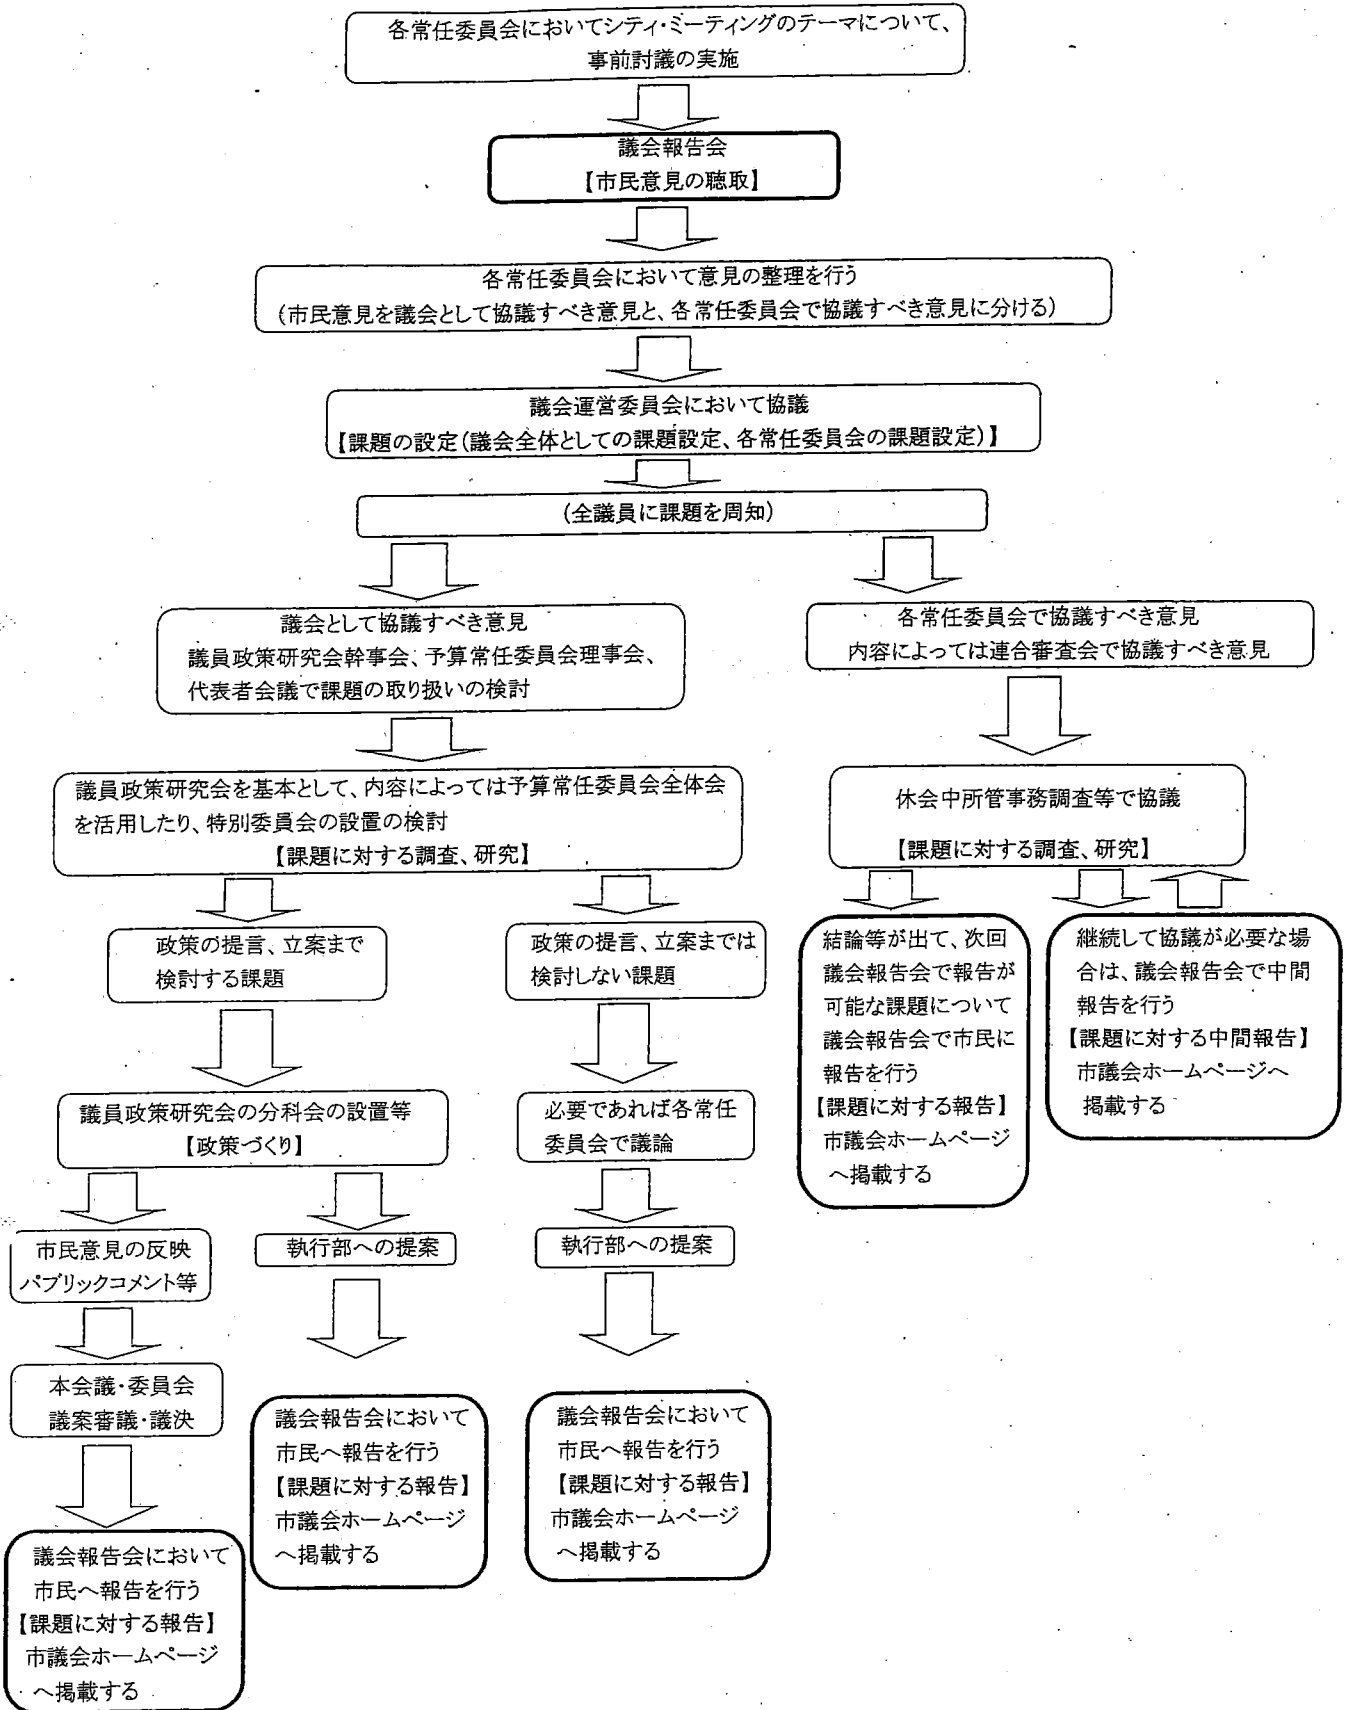 各常任委員会においてシティ・ミーティングのテーマについて、
事前討議の実施
議会報告会
【市民意見の聴取】
各常任委員会において意見の整理を行う
(市民意見を議会として協議すべき意見と、各常任委員会で協議すべき意見に分ける)
議会運営委員会において協議
【課題の設定(議会全体としての課題設定、各常任委員会の課題設定)】
(全議員に課題を周知)
議会として協議すべき意見
議員政策研究会幹事会、予算常任委員会理事会、
代表者会議で課題の取り扱いの検討
各常任委員会で協議すべき意見
内容によっては連合審査会で協議すべき意見
議員政策研究会を基本として、内容によっては予算常任委員会全体会
を活用したり、特別委員会の設置の検討
【課題に対する調査、研究】
休会中所管事務調査等で協議
【課題に対する調査、研究】
政策の提言、立案まで
検討する課題
政策の提言、立案までは
検討しない課題
結論等が出て、次回
議会報告会で報告が
可能な課題について
議会報告会で市民に
報告を行う
【課題に対する報告】
市議会ホームページ
へ掲載する
継続して協議が必要な場
合は、議会報告会で中間
報告を行う
【課題に対する中間報告】
市議会ホームページへ
掲載する
議員政策研究会の分科会の設置等
【政策づくり】
必要であれば各常任
委員会で議論
市民意見の反映
パブリックコメント等
執行部への提案
執行部への提案
本会議・委員会
議案審議・議決
議会報告会において
市民へ報告を行う
【課題に対する報告】
市議会ホームページ
へ掲載する
議会報告会において
市民へ報告を行う
【課題に対する報告】
市議会ホームページ
へ掲載する
議会報告会において
市民へ報告を行う
【課題に対する報告】
市議会ホームページ
へ掲載する